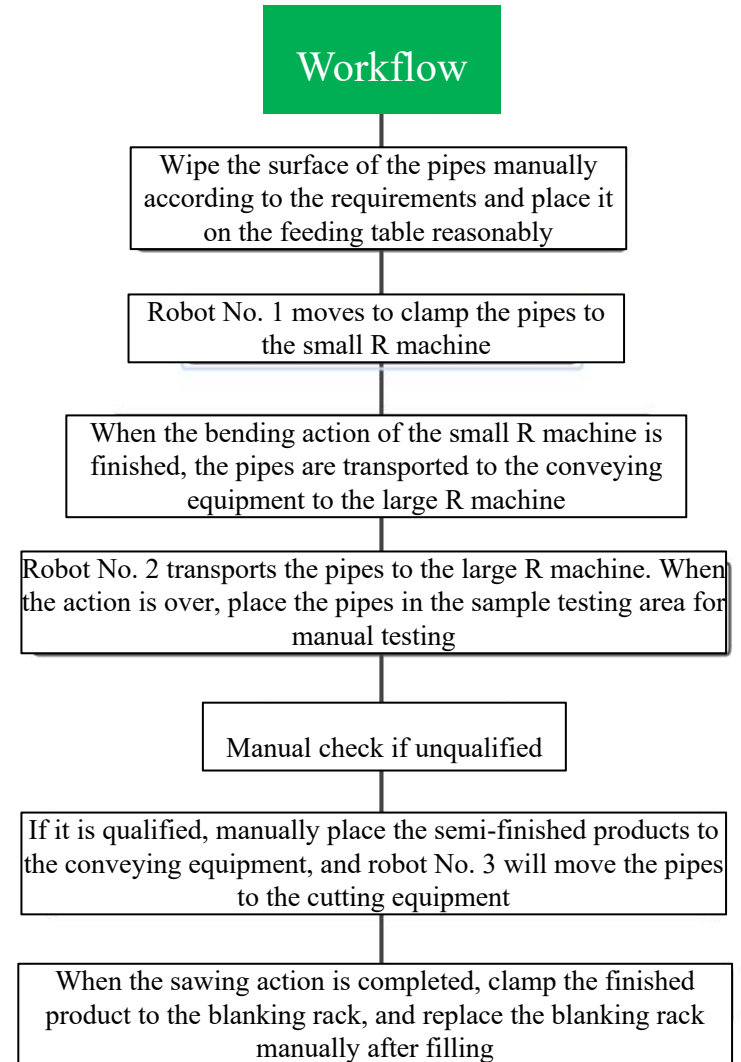 Workflow
Wipe the surface of the pipes manually
according to the requirements and place it
on the feeding table reasonably
Robot No. 1 moves to clamp the pipes to
the small R machine
When the bending action of the small R machine is
finished, the pipes are transported to the conveying
equipment to the large R machine
Robot No. 2 transports the pipes to the large R machine. When
the action is over, place the pipes in the sample testing area for
manual testing
Manual check if unqualified
If it is qualified, manually place the semi-finished products to
the conveying equipment, and robot No. 3 will move the pipes
to the cutting equipment
When the sawing action is completed, clamp the finished
product to the blanking rack, and replace the blanking rack
manually after filling